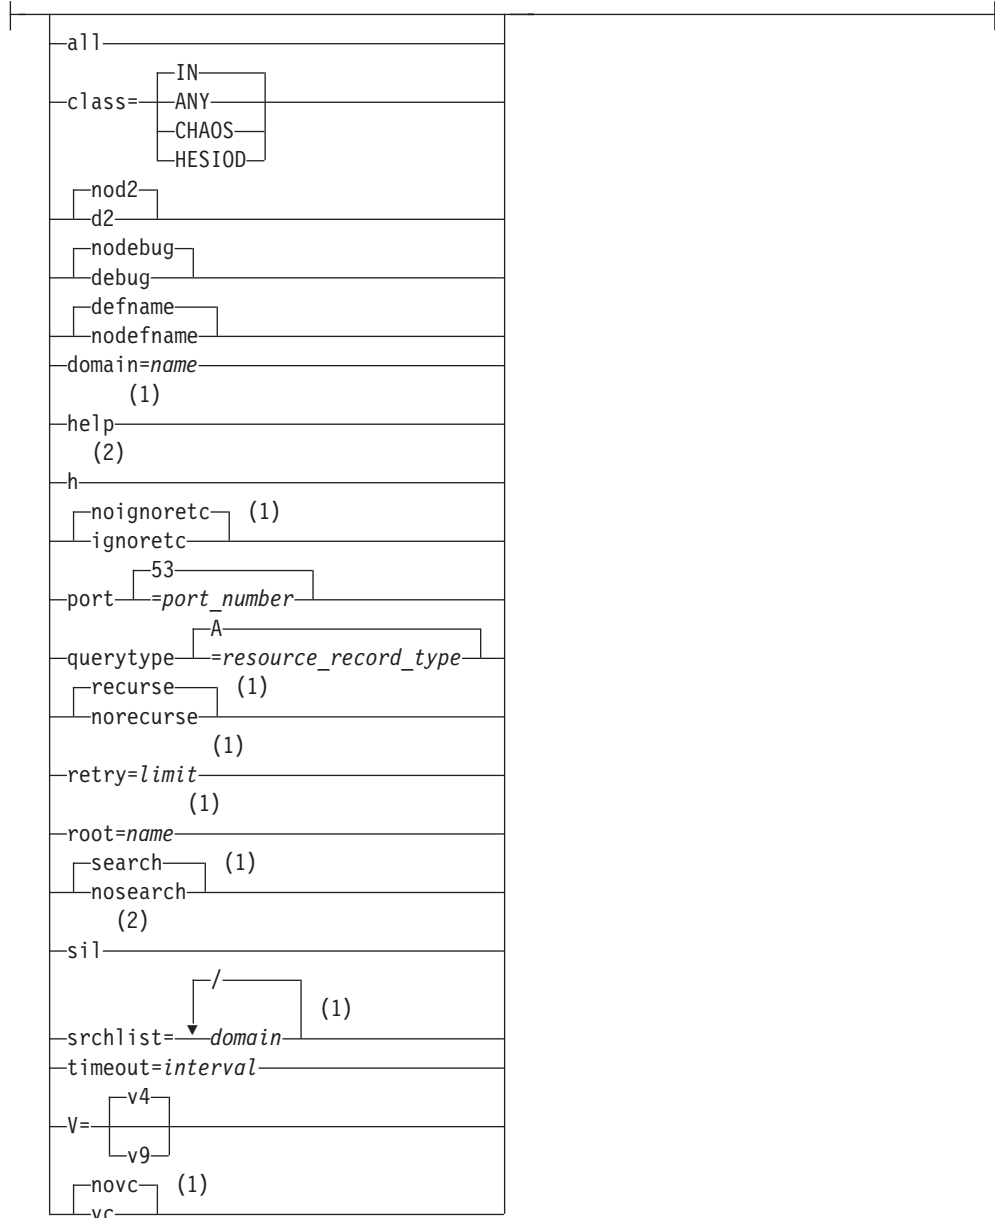 all
IN
class= ANY
CHAOS
HESIOD
nod2
d2
nodebug
debug
defname
nodefname
domain=name
(1)
help
(2)
h
noignoretc (1)
ignoretc
53
port =port_number
A
querytype =resource_record_type
recurse (1)
norecurse
(1)
retry=limit
(1)
root=name
search (1)
nosearch
(2)
sil
/
(1)
srchlist= domain
timeout=interval
v4
V=
v9
novc (1)
vc